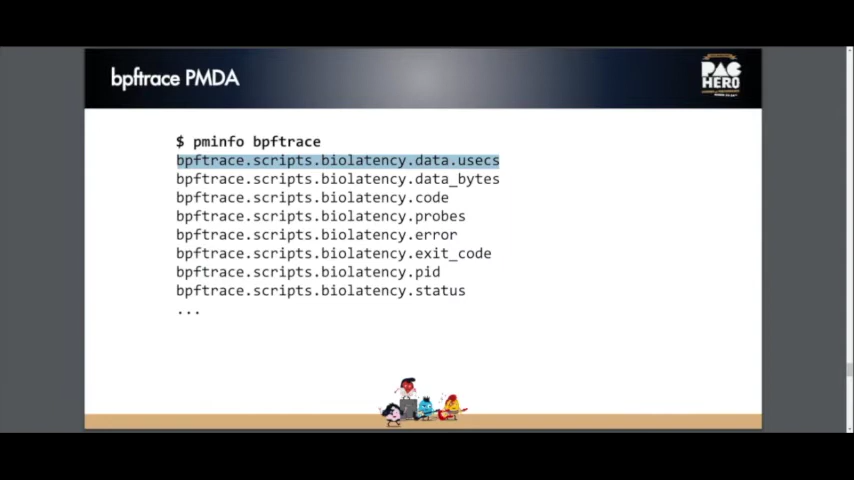 bpftrace PMDA
PAC
HERO
$ pminfo bpftrace
bpftrace.scripts.biolatency.data.usecs
bpftrace.scripts.biolatency.data_bytes
bpftrace.scripts.biolatency.code
bpftrace.scripts.biolatency.probes
bpftrace.scripts.biolatency.error
bpftrace.scripts.biolatency.exit_code
bpftrace.scripts.biolatency.pid
bpftrace.scripts.biolatency.status
...